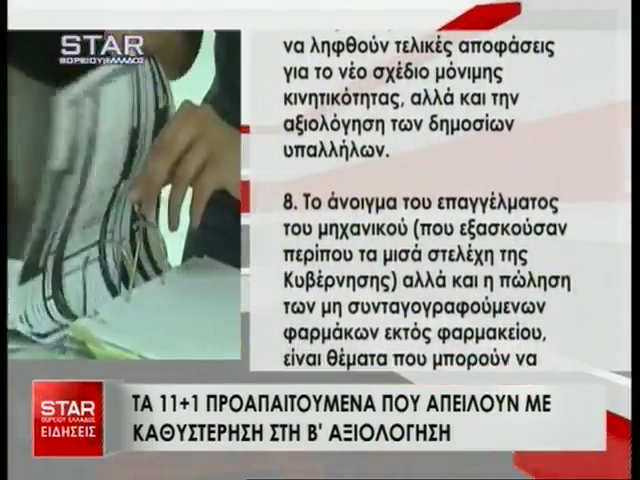 STAR
ΒΟΡΕΙΟΥ ΕΛΛΑΔΟΣ
να ληφθούν τελικές αποφάσεις
για το νέο σχέδιο μόνιμης
κινητικότητας, αλλά και την
αξιολόγηση των δημοσίων
υπαλλήλων.
8. Το άνοιγμα του επαγγέλματος
του μηχανικού (που εξασκούσαν
περίπου τα μισά στελέχη της
Κυβέρνησης) αλλά και η πώληση
των μη συνταγογραφούμενων
φαρμάκων εκτός φαρμακείου,
είναι θέματα που μπορούν να
STAR
ΒΟΡΕΙΟΥ ΕΛΛΑΔΟΣ
ΕΙΔΗΣΕΙΣ
ΤΑ 11+1 ΠΡΟΑΠΑΙΤΟΥΜΕΝΑ ΠΟΥ ΑΠΕΙΛΟΥΝ ΜΕ
ΚΑΘΥΣΤΕΡΗΣΗ ΣΤΗ Β' ΑΞΙΟΛΟΓΗΣΗ